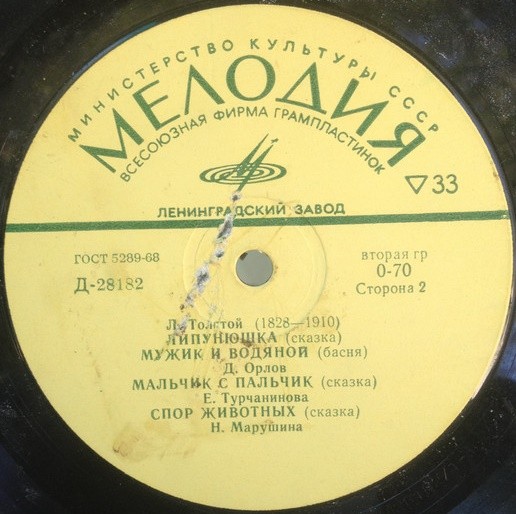 МИНИСТЕРСТВО КУЛЬТУРЫ СССР
МЕЛОДИЯ
ВСЕСОЮЗНАЯ ФИРМА ГРАМПЛАСТИНОК
▽33
ЛЕНИНГРАДСКИЙ ЗАВОД
ГОСТ 5289-68
Д-28182
вторая гр
0-70
Сторона 2
Л. Толстой (1828—1910)
ЛИПУНЮШКА (сказка)
МУЖИК И ВОДЯНОЙ (басня)
Д. Орлов
МАЛЬЧИК С ПАЛЬЧИК (сказка)
Е. Турчанинова
СПОР ЖИВОТНЫХ (сказка)
Н. Марушина